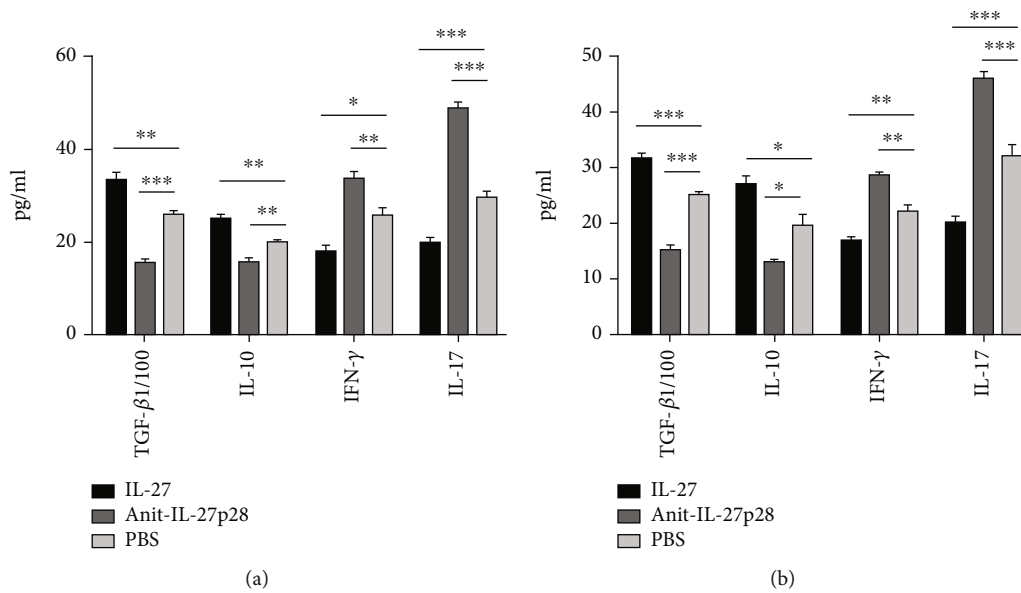 ***
***
60
*
**
**
**
40
***
**
pg/ml
20
0
TGF-β1/100
IL-10
IFN-γ
IL-17
IL-27
Anit-IL-27p28
PBS
(a)
***
***
50
**
***
*
**
40
***
*
30
pg/ml
20
10
0
TGF-β1/100
IL-10
IFN-γ
IL-17
IL-27
Anit-IL-27p28
PBS
(b)